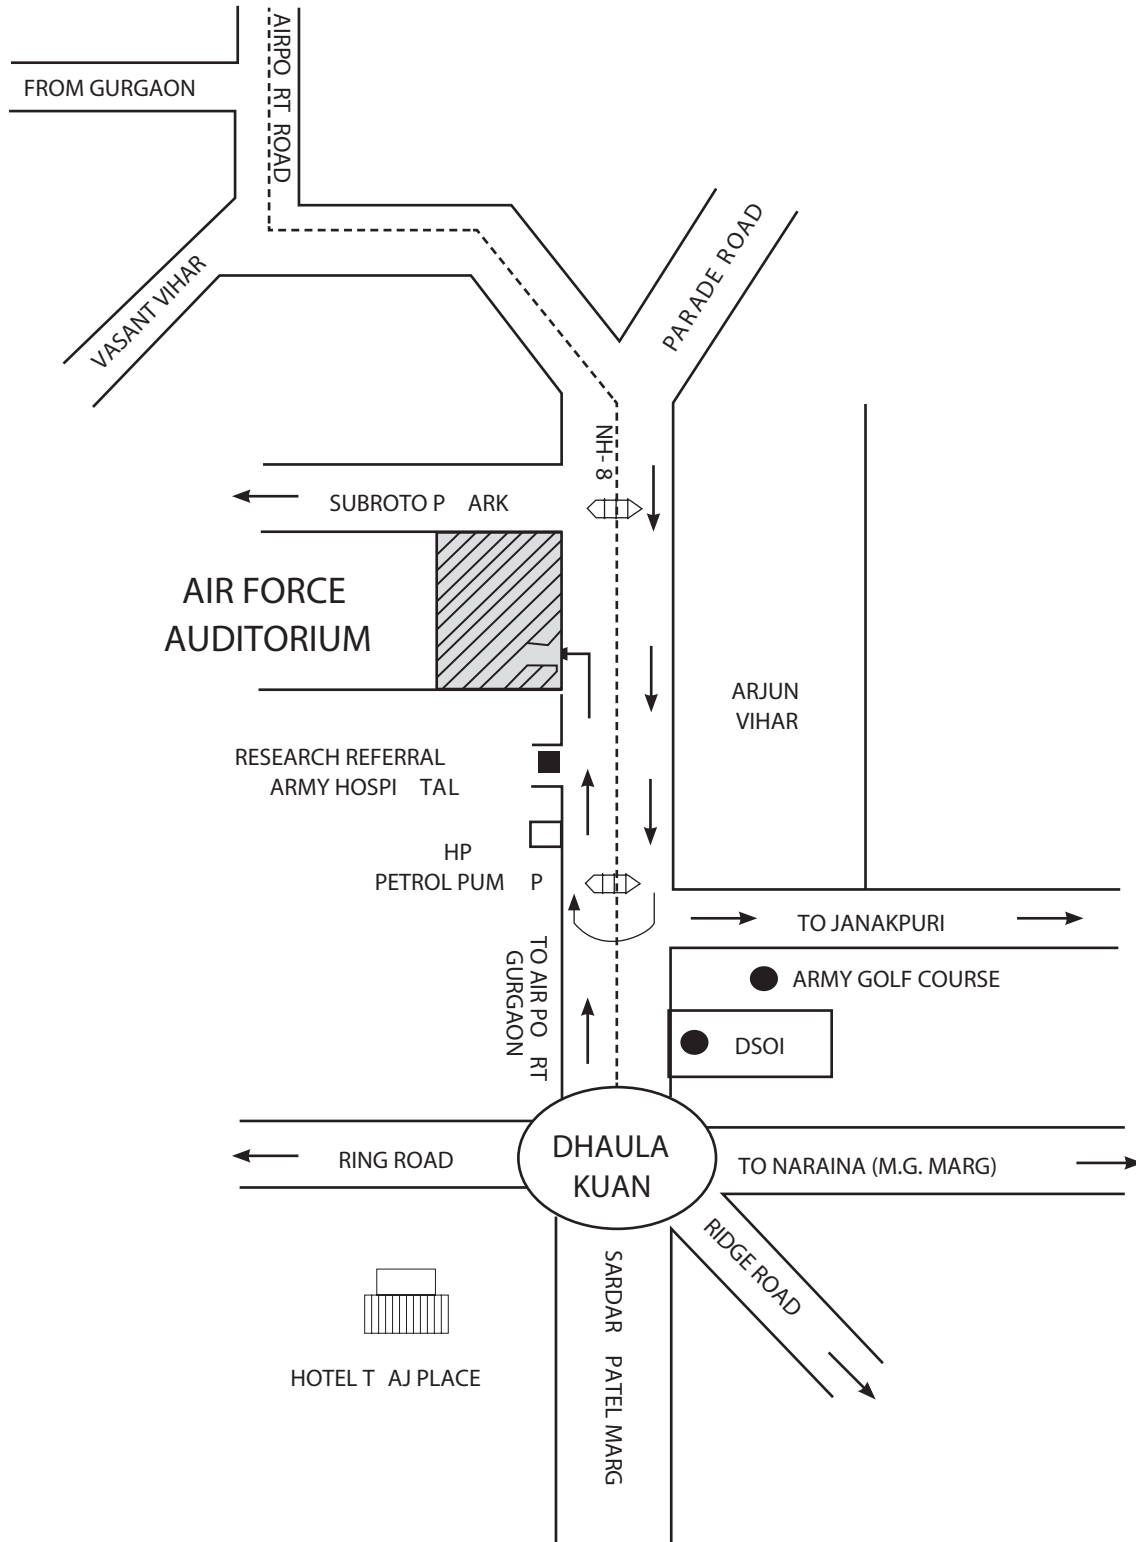 AIRPO RT ROAD
FROM GURGAON
PARADE ROAD
VASANT VIHAR
NH- 8
SUBROTO P ARK
AIR FORCE
AUDITORIUM
ARJUN
VIHAR
RESEARCH REFERRAL
ARMY HOSPI TAL
HP
PETROL PUM P
TO JANAKPURI
TO AIR PO RT
GURGAON
ARMY GOLF COURSE
DSOI
DHAULA
KUAN
RING ROAD
TO NARAINA (M.G. MARG)
RIDGE ROAD
SARDAR PATEL MARG
HOTEL T AJ PLACE